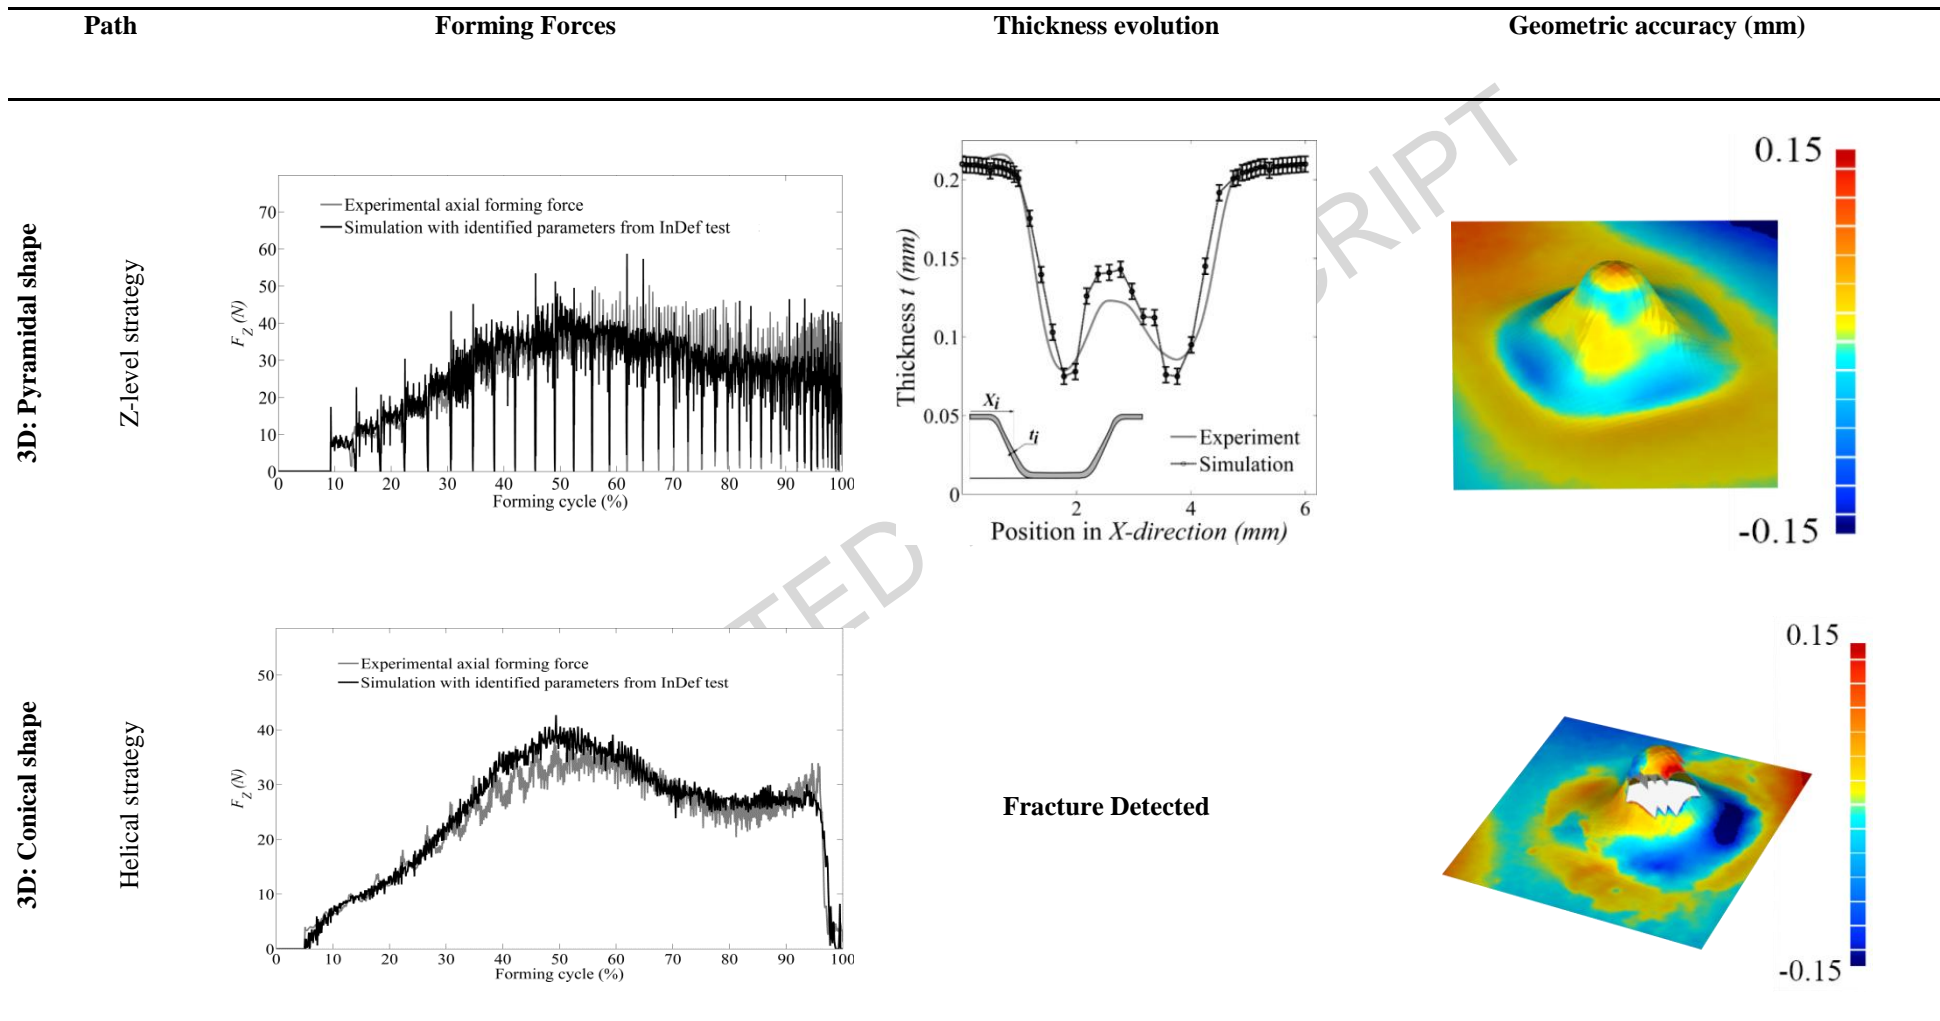 Path Forming Forces Thickness evolution Geometric accuracy (mm)
3D: Pyramidal shape
Z-level strategy
Experimental axial forming force
Simulation with identified parameters from InDef test
F_Z (N)
70
60
50
40
30
20
10
0
0 10 20 30 40 50 60 70 80 90 100
Forming cycle (%)
Thickness t (mm)
0.2
0.15
0.1
0.05
0
X_i
t_i
Experiment
Simulation
2 4 6
Position in X-direction (mm)
0.15
-0.15
SCRIPT
TED
3D: Conical shape
Helical strategy
Experimental axial forming force
Simulation with identified parameters from InDef test
F_Z (N)
50
40
30
20
10
0
0 10 20 30 40 50 60 70 80 90 100
Forming cycle (%)
Fracture Detected
0.15
-0.15